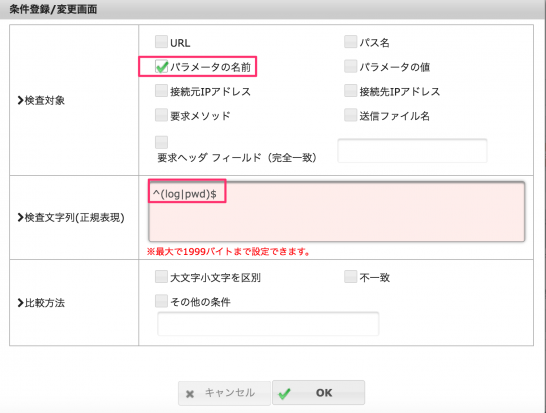 条件登録/変更画面
検査対象
URL
パス名
パラメータの名前
パラメータの値
接続元IPアドレス
接続先IPアドレス
要求メソッド
送信ファイル名
要求ヘッダ フィールド（完全一致）
検査文字列(正規表現)
^(log|pwd)$
※最大で1999バイトまで設定できます。
比較方法
大文字小文字を区別
不一致
その他の条件
キャンセル
OK